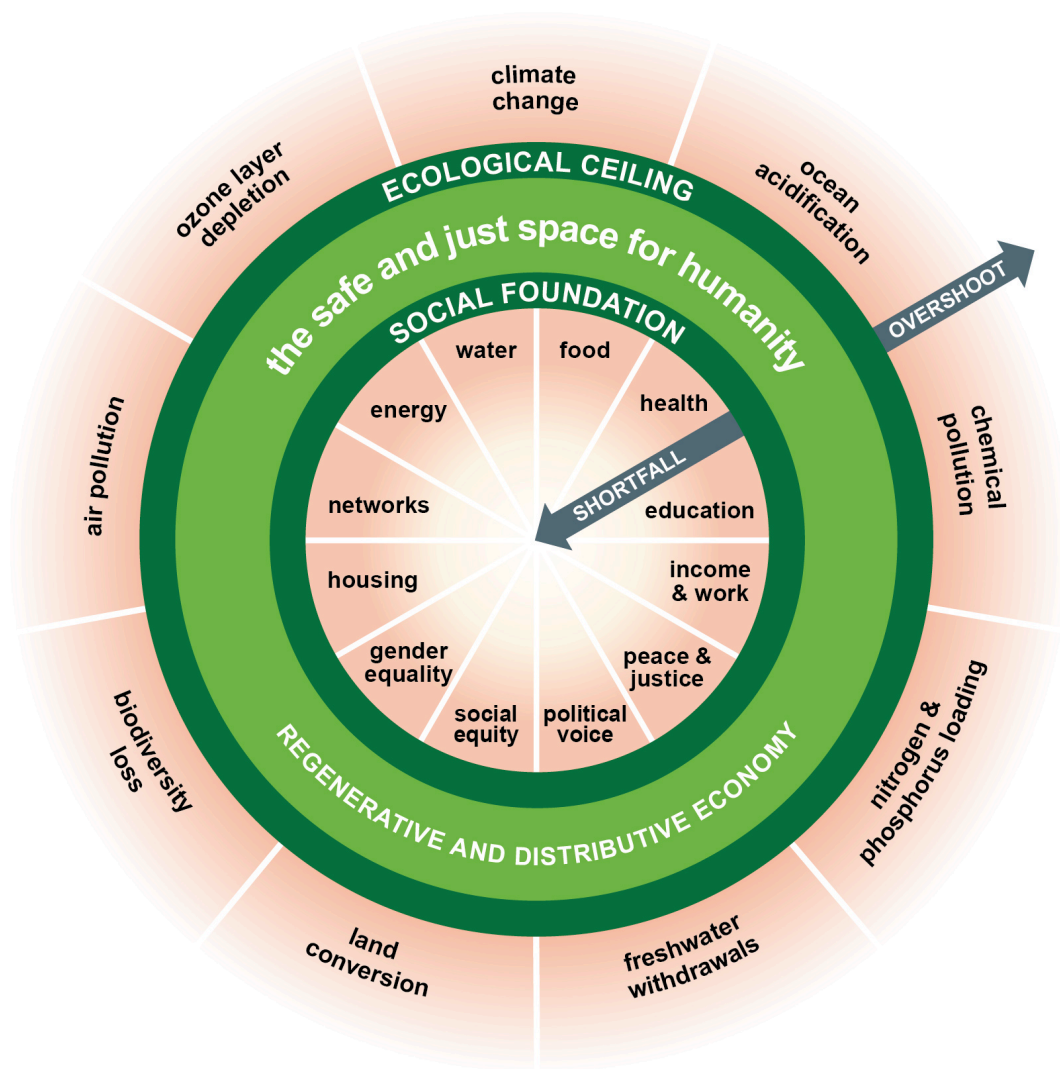 climate
change
ocean
acidification
OVERSHOOT
chemical
pollution
nitrogen &
phosphorus loading
freshwater
withdrawals
land
conversion
biodiversity
loss
air pollution
ozone layer
depletion
ECOLOGICAL CEILING
the safe and just space for humanity
SOCIAL FOUNDATION
water
food
health
SHORTFALL
education
income
& work
peace &
justice
political
voice
social
equity
gender
equality
housing
networks
energy
REGENERATIVE AND DISTRIBUTIVE ECONOMY